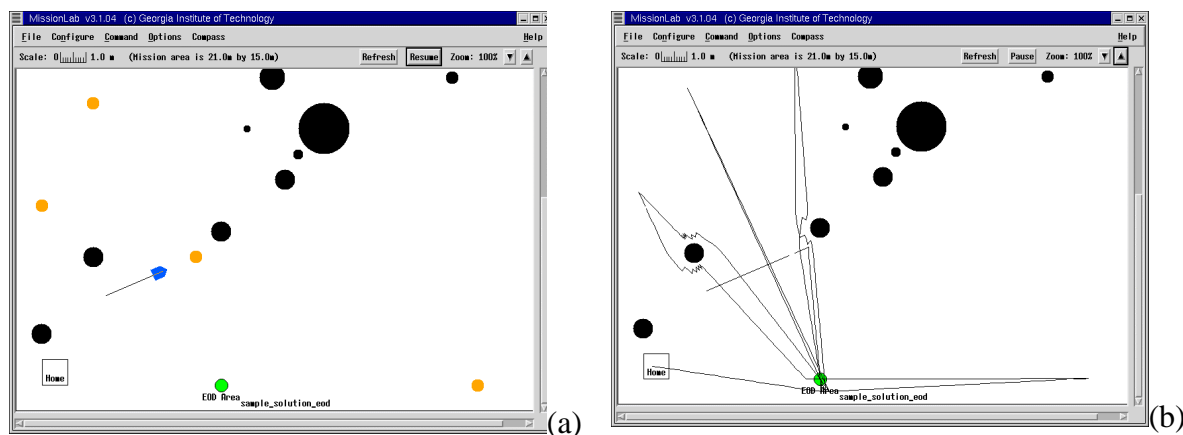 MissionLab v3.1.04 (c) Georgia Institute of Technology
File Configure Command Options Compass Help
Scale: 0 1.0 m (Mission area is 21.0m by 15.0m) Refresh Resume Zoom: 100%
Home
EOD Area
sample_solution_eod
(a)
MissionLab v3.1.04 (c) Georgia Institute of Technology
File Configure Command Options Compass Help
Scale: 0 1.0 m (Mission area is 21.0m by 15.0m) Refresh Pause Zoom: 100%
Home
EOD Area
sample_solution_eod
(b)